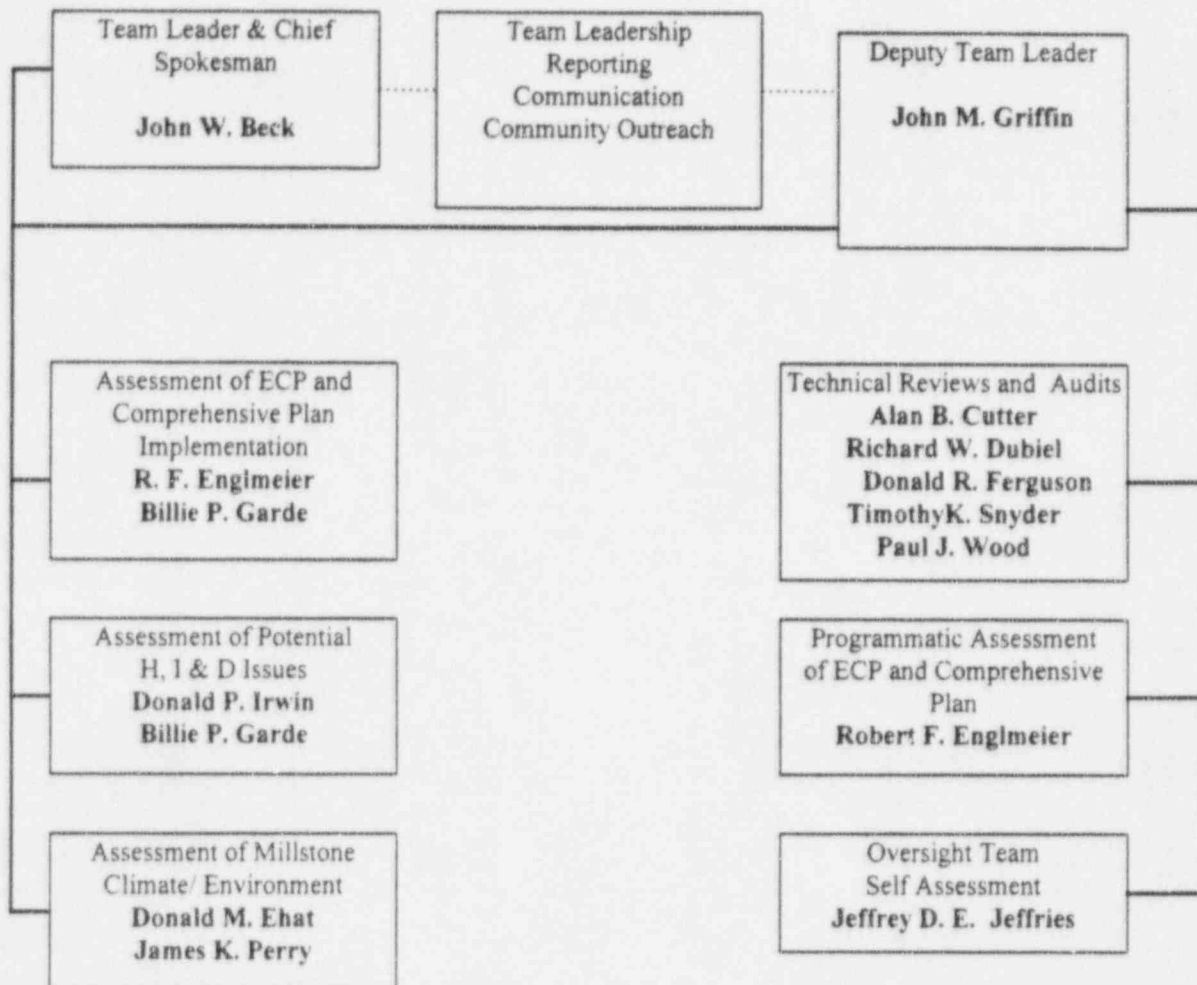 Team Leader & Chief
Spokesman
John W. Beck
Team Leadership
Reporting
Communication
Community Outreach
Deputy Team Leader
John M. Griffin
Assessment of ECP and
Comprehensive Plan
Implementation
R. F. Englmeier
Billie P. Garde
Technical Reviews and Audits
Alan B. Cutter
Richard W. Dubiel
Donald R. Ferguson
TimothyK. Snyder
Paul J. Wood
Assessment of Potential
H, I & D Issues
Donald P. Irwin
Billie P. Garde
Programmatic Assessment
of ECP and Comprehensive
Plan
Robert F. Englmeier
Assessment of Millstone
Climate/ Environment
Donald M. Ehat
James K. Perry
Oversight Team
Self Assessment
Jeffrey D. E. Jeffries